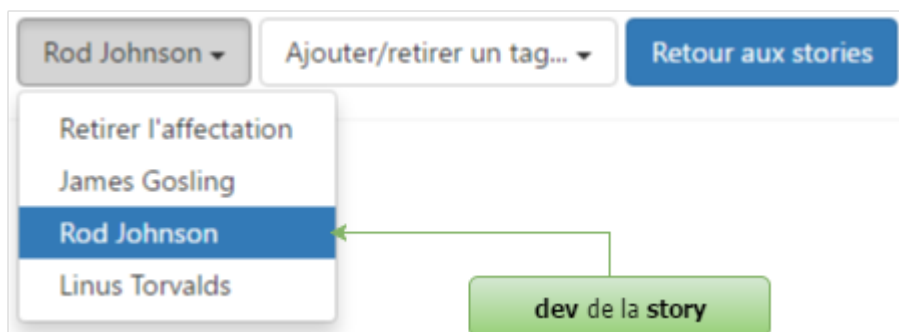 Rod Johnson
Ajouter/retirer un tag...
Retour aux stories
Retirer l'affectation
James Gosling
Rod Johnson
Linus Torvalds
dev de la story